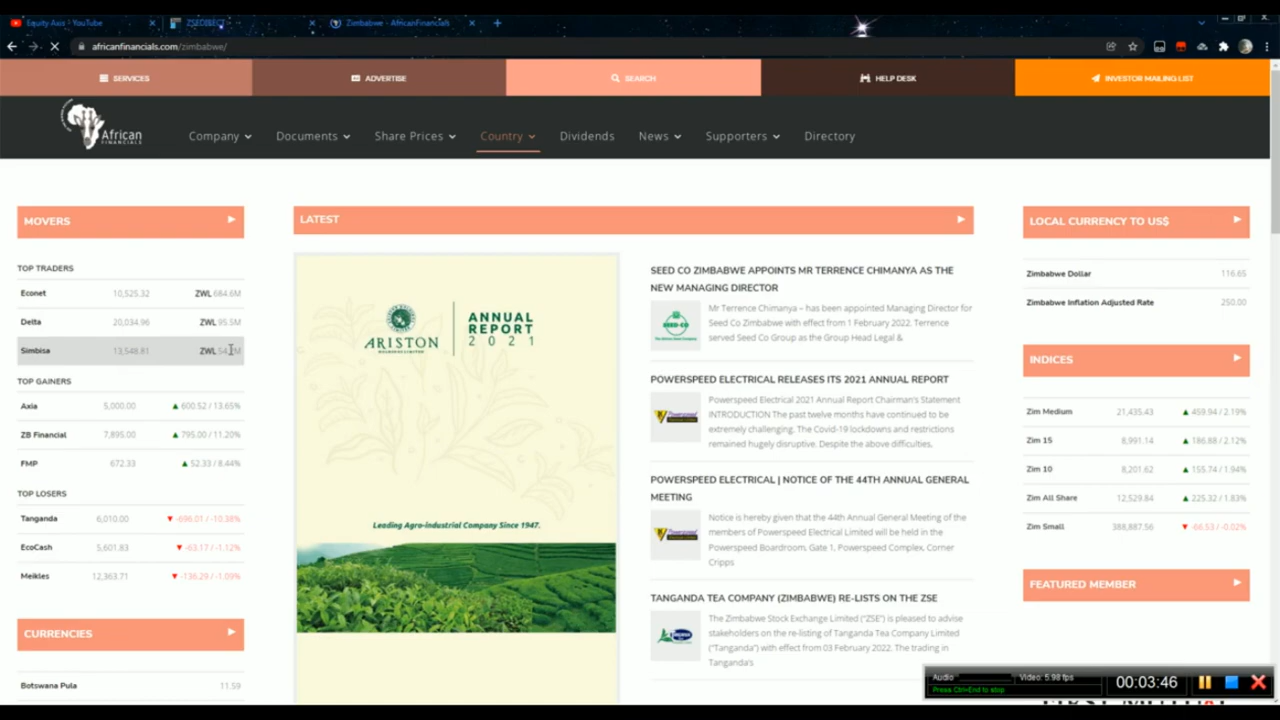 Equity Axis - YouTube
ZSEDIRECT
Zimbabwe - AfricanFinancials
africanfinancials.com/zimbabwe/
SERVICES
ADVERTISE
SEARCH
HELP DESK
INVESTOR MAILING LIST
African
FINANCIALS
Company
Documents
Share Prices
Country
Dividends
News
Supporters
Directory
MOVERS
TOP TRADERS
Econet 10,525.32 ZWL 684.6M
Delta 20,034.96 ZWL 95.5M
Simbisa 13,548.81 ZWL
TOP GAINERS
Axia 5,000.00 ▲ 600.52 / 13.65%
ZB Financial 7,895.00 ▲ 795.00 / 11.20%
FMP 672.33 ▲ 52.33 / 8.44%
TOP LOSERS
Tanganda 6,010.00 ▼ -696.01 / -10.38%
EcoCash 5,601.83 ▼ -63.17 / -1.12%
Meikles 12,363.71 ▼ -136.29 / -1.09%
CURRENCIES
Botswana Pula 11.59
LATEST
ARISTON
ANNUAL
REPORT
2021
Leading Agro-industrial Company Since 1947.
SEED CO ZIMBABWE APPOINTS MR TERRENCE CHIMANYA AS THE
NEW MANAGING DIRECTOR
Mr Terrence Chimanya – has been appointed Managing Director for
Seed Co Zimbabwe with effect from 1 February 2022. Terrence
served Seed Co Group as the Group Head Legal &
POWERSPEED ELECTRICAL RELEASES ITS 2021 ANNUAL REPORT
Powerspeed Electrical 2021 Annual Report Chairman's Statement
INTRODUCTION The past twelve months have continued to be
extremely challenging. The Covid-19 lockdowns and restrictions
remained hugely disruptive. Despite the above difficulties,
POWERSPEED ELECTRICAL | NOTICE OF THE 44TH ANNUAL GENERAL
MEETING
Notice is hereby given that the 44th Annual General Meeting of the
members of Powerspeed Electrical Limited will be held in the
Powerspeed Boardroom, Gate 1, Powerspeed Complex, Corner
Cripps
TANGANDA TEA COMPANY (ZIMBABWE) RE-LISTS ON THE ZSE
The Zimbabwe Stock Exchange Limited ("ZSE") is pleased to advise
stakeholders on the re-listing of Tanganda Tea Company Limited
("Tanganda") with effect from 03 February 2022. The trading in
Tanganda's
LOCAL CURRENCY TO US$
Zimbabwe Dollar 116.65
Zimbabwe Inflation Adjusted Rate 250.00
INDICES
Zim Medium 21,435.43 ▲ 459.94 / 2.19%
Zim 15 8,991.14 ▲ 186.88 / 2.12%
Zim 10 8,201.62 ▲ 155.74 / 1.94%
Zim All Share 12,529.84 ▲ 225.32 / 1.83%
Zim Small 388,887.56 ▼ -66.53 / -0.02%
FEATURED MEMBER
Audio
Video: 5.98 fps
Press Ctrl+End to stop
00:03:46